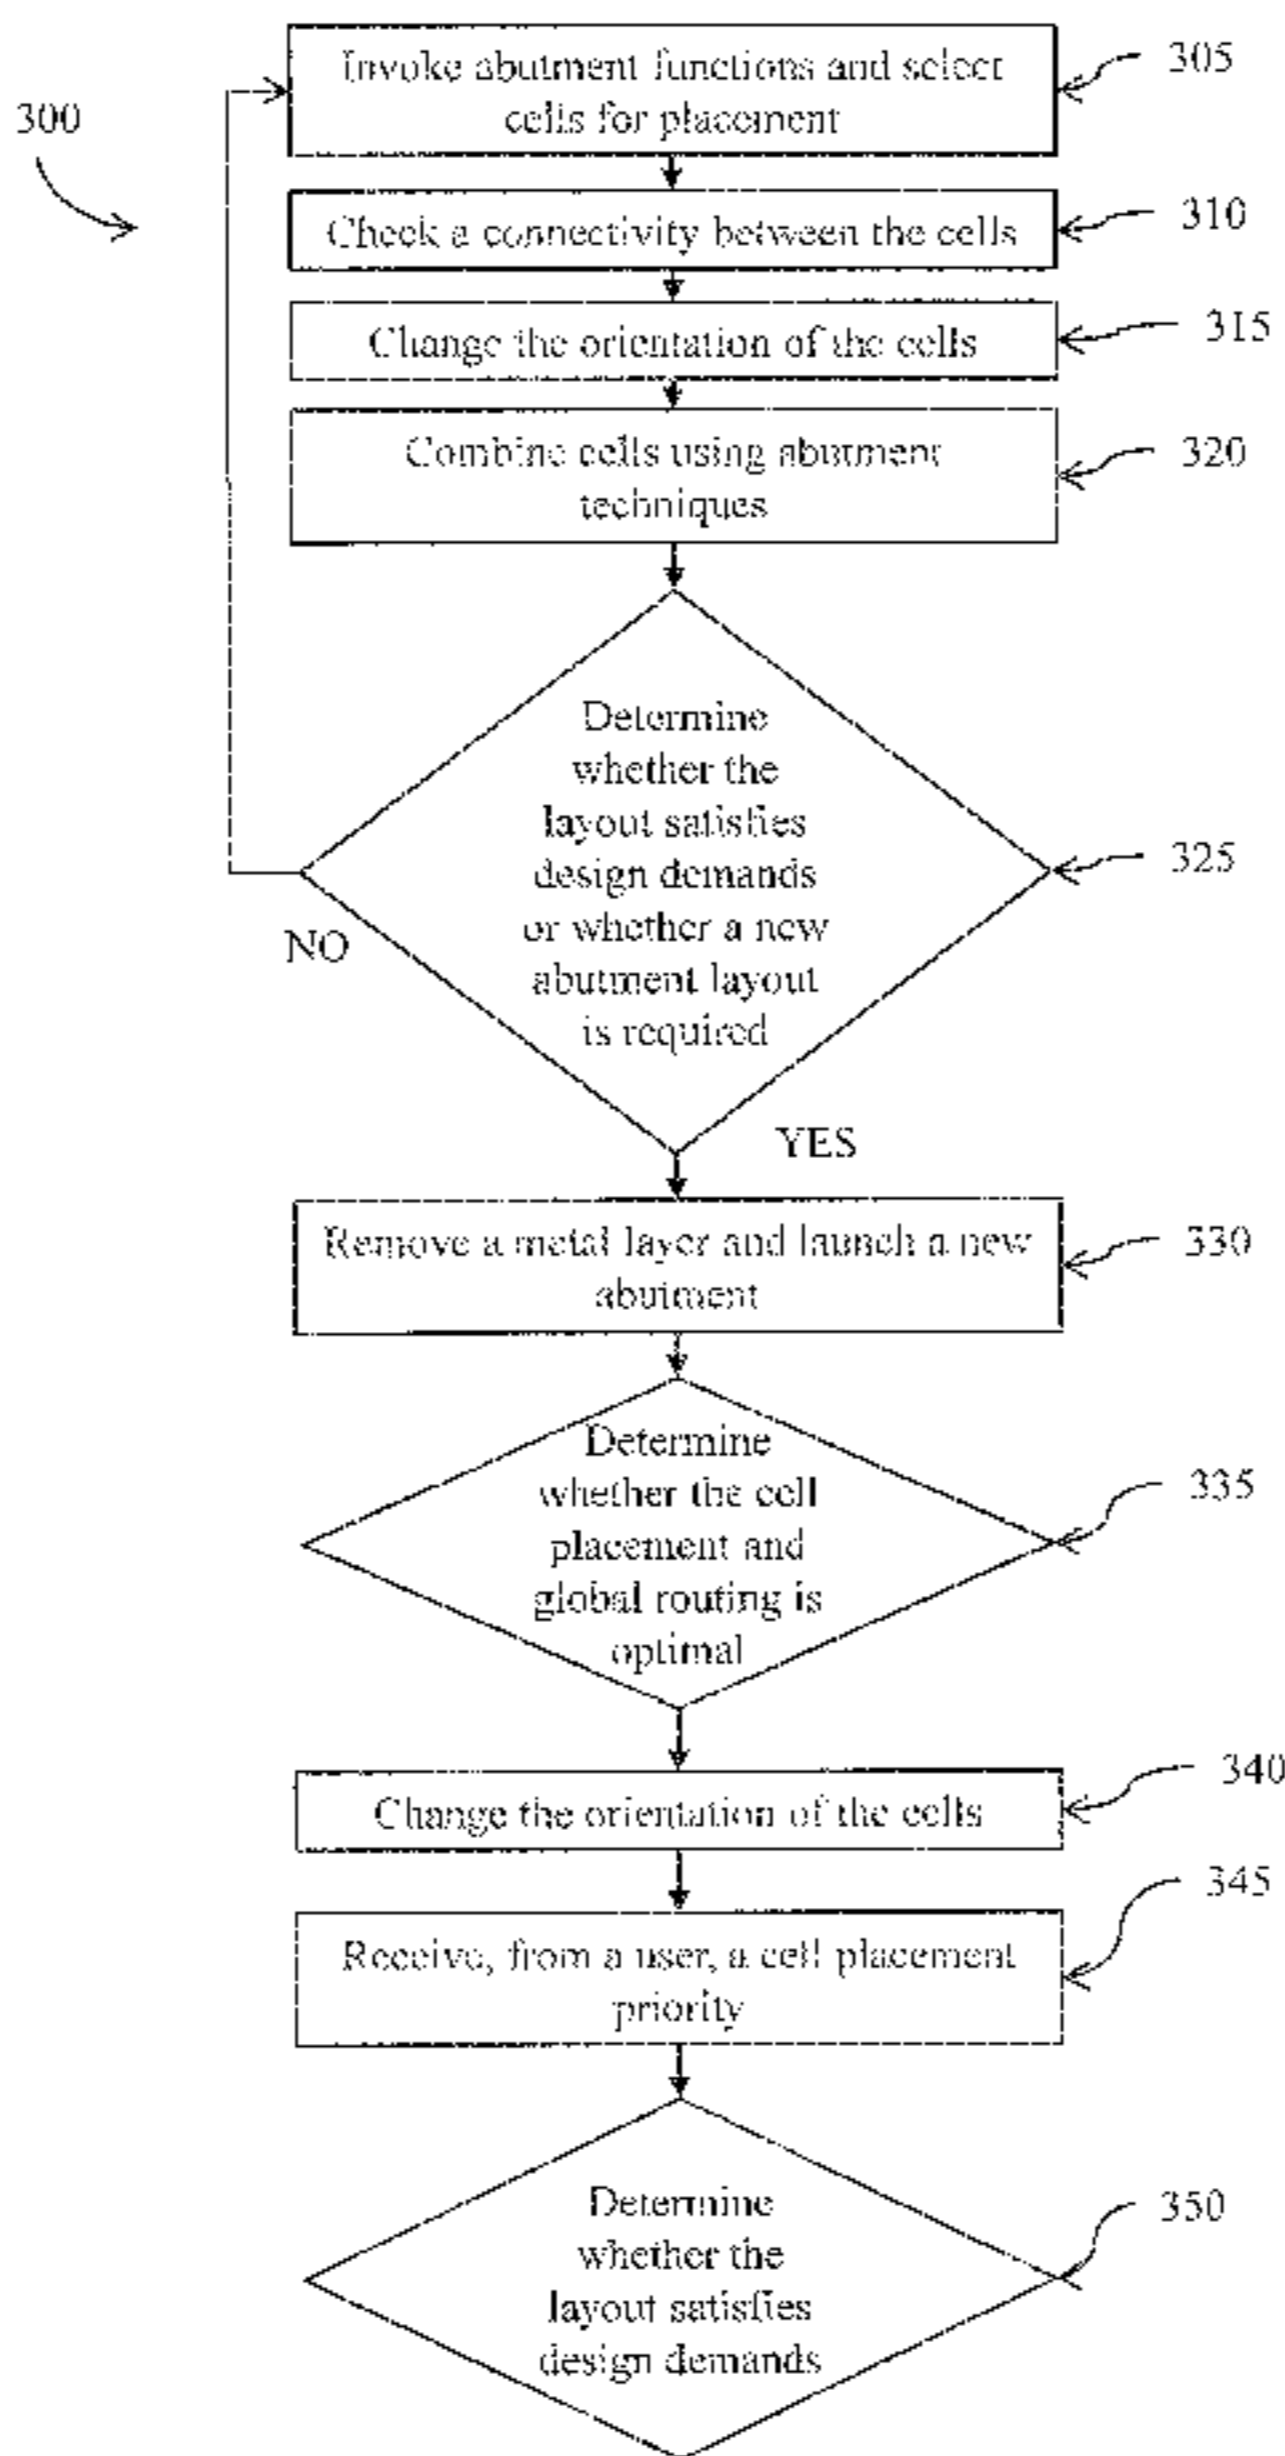 300
Invoke abutment functions and select
cells for placement
305
Check a connectivity between the cells
310
Change the orientation of the cells
315
Combine cells using abutment
techniques
320
Determine
whether the
layout satisfies
design demands
or whether a new
abutment layout
is required
325
NO
YES
Remove a metal layer and launch a new
abutment
330
Determine
whether the cell
placement and
global routing is
optimal
335
Change the orientation of the cells
340
Receive, from a user, a cell placement
priority
345
Determine
whether the
layout satisfies
design demands
350